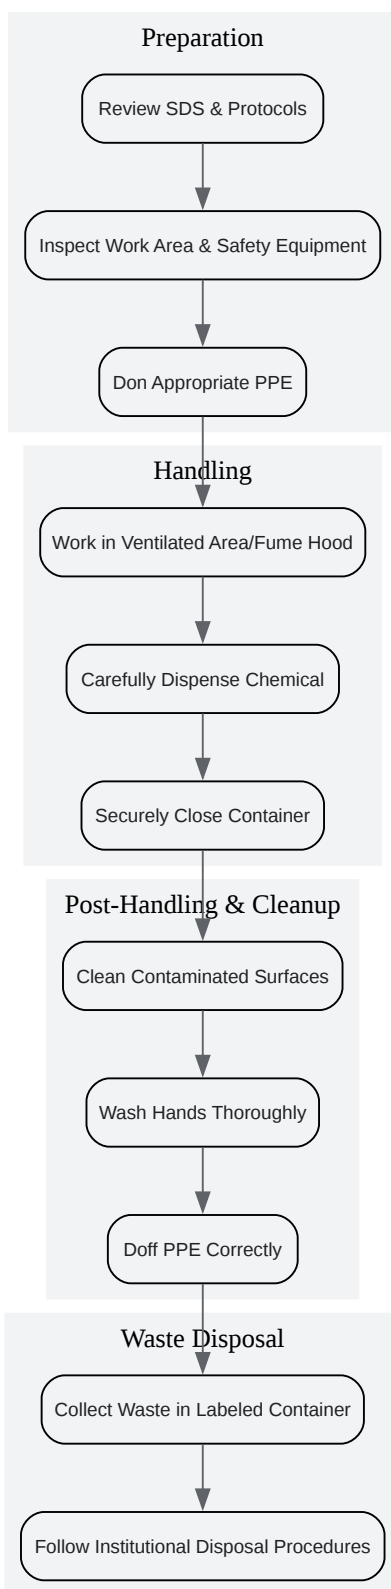 Preparation
Review SDS & Protocols
Inspect Work Area & Safety Equipment
Don Appropriate PPE
Handling
Work in Ventilated Area/Fume Hood
Carefully Dispense Chemical
Securely Close Container
Post-Handling & Cleanup
Clean Contaminated Surfaces
Wash Hands Thoroughly
Doff PPE Correctly
Waste Disposal
Collect Waste in Labeled Container
Follow Institutional Disposal Procedures